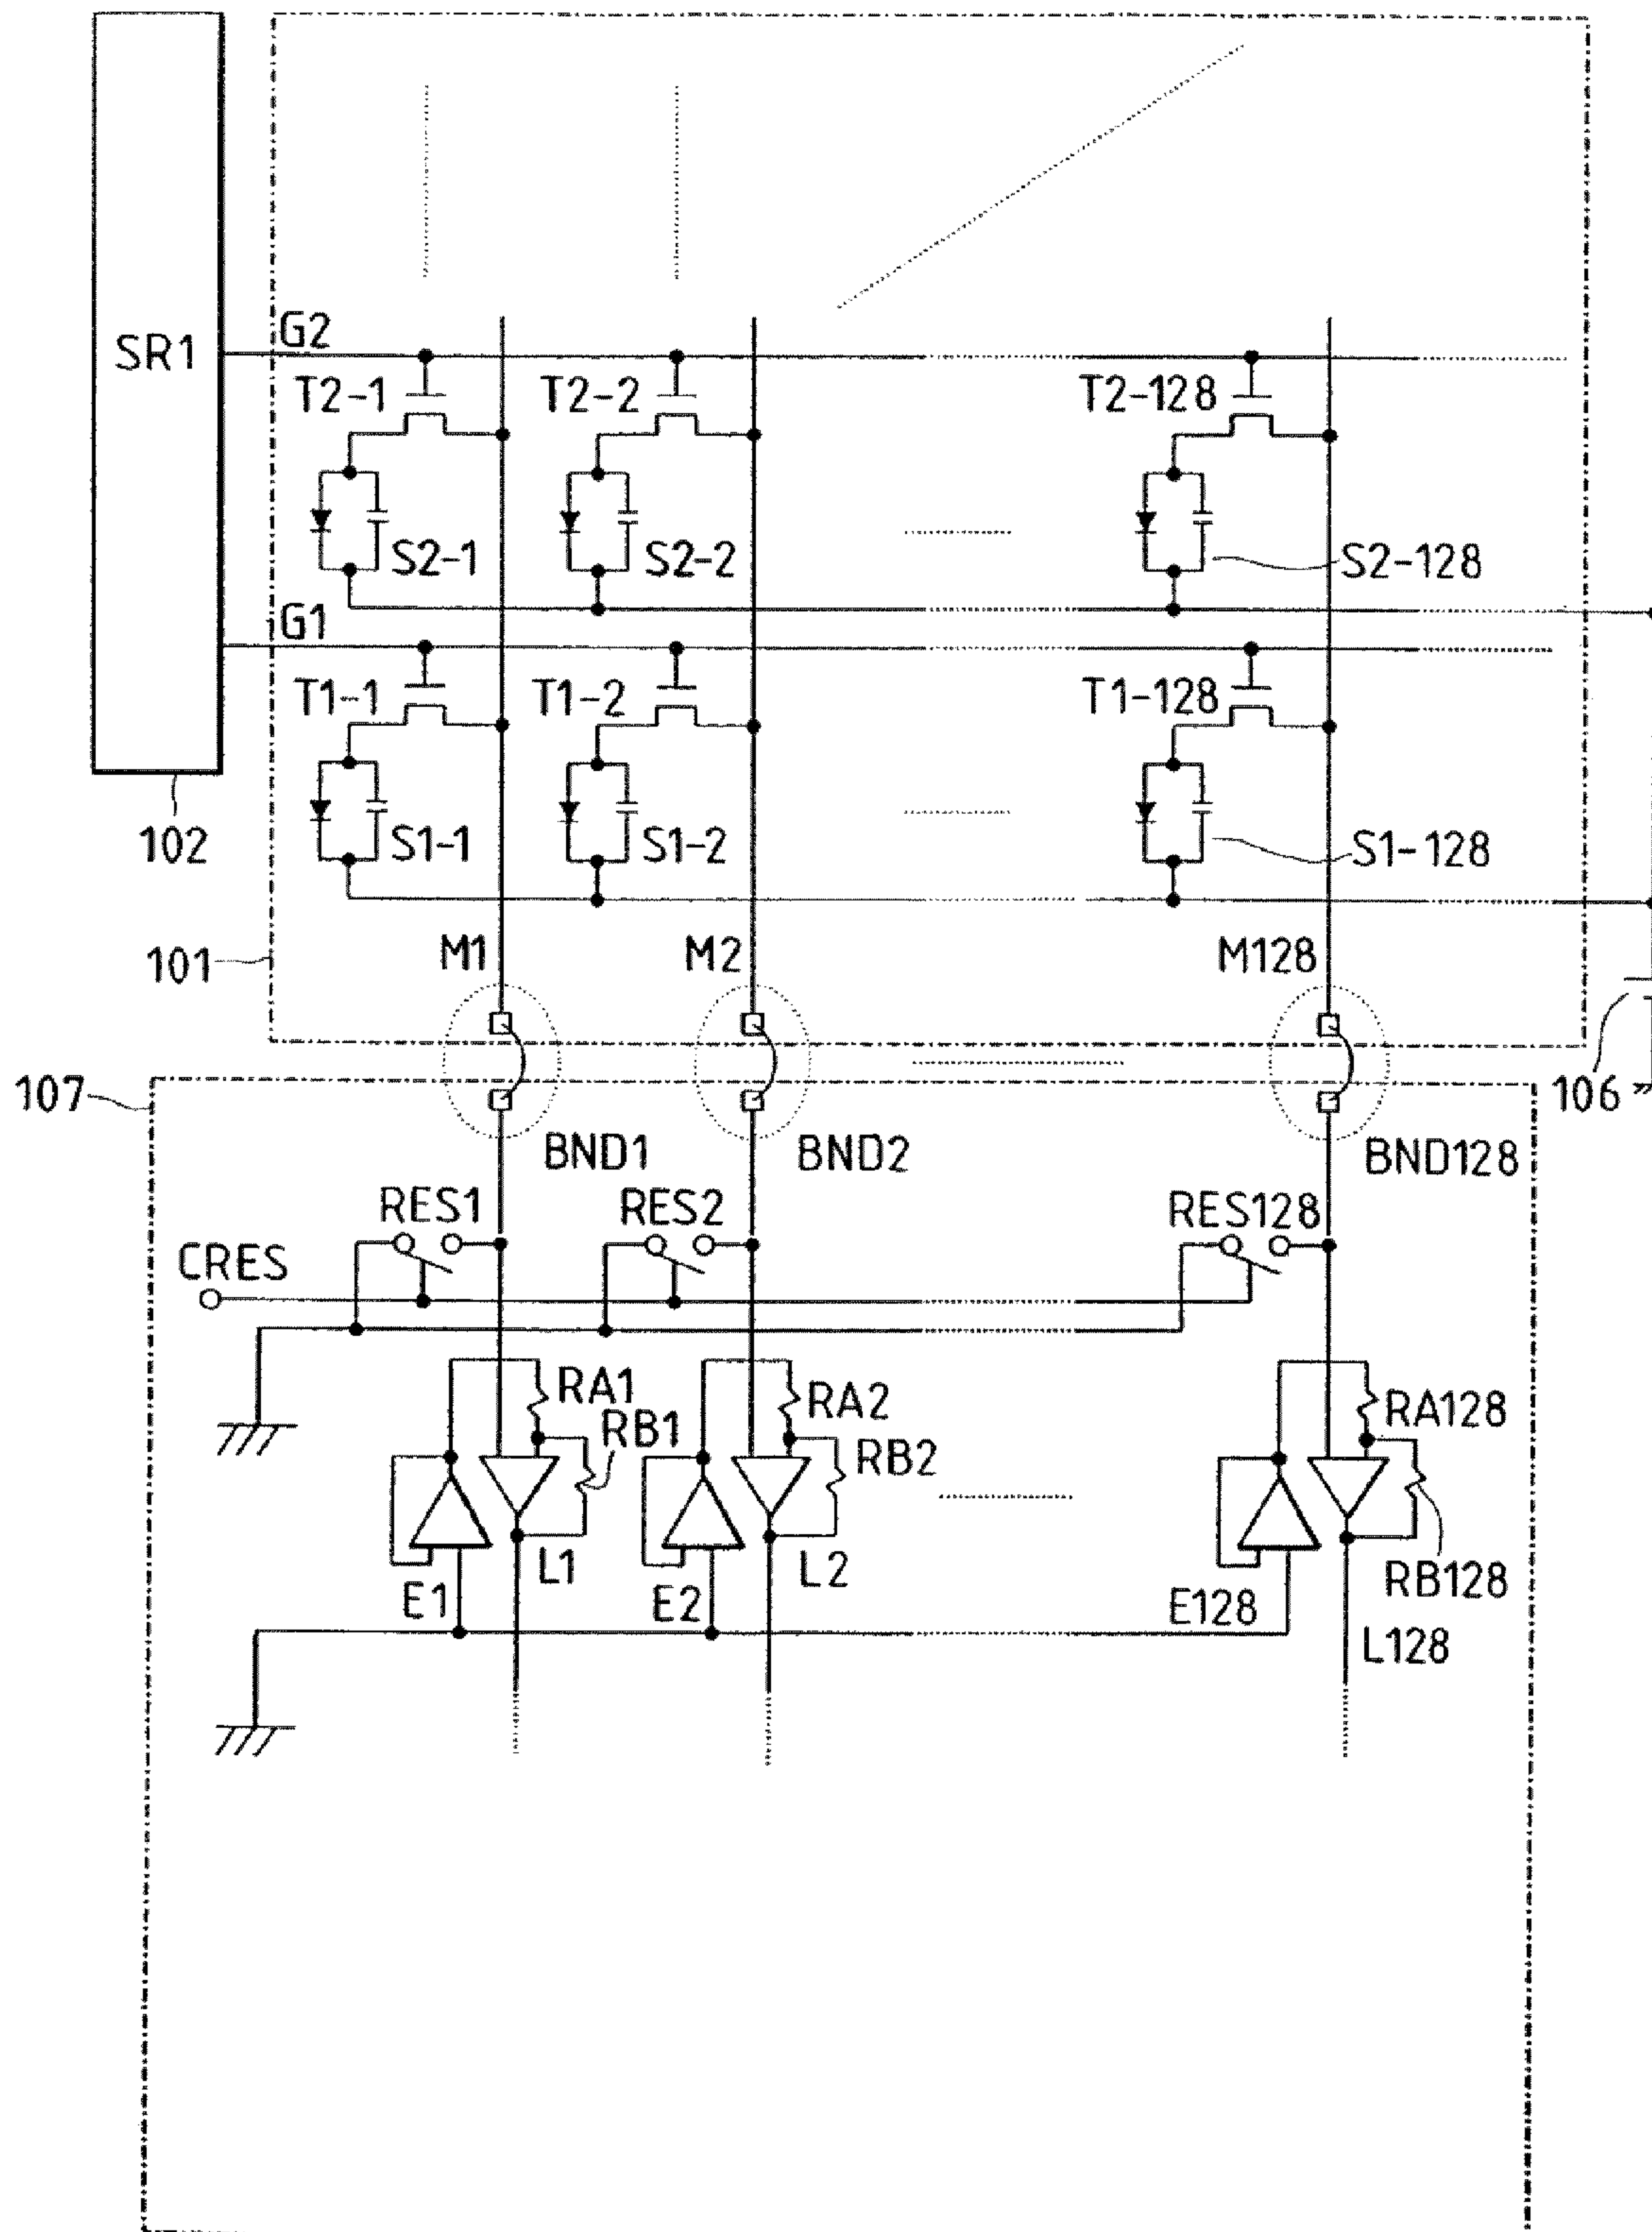 SR1
G2
T2-1
T2-2
T2-128
S2-1
S2-2
S2-128
G1
T1-1
T1-2
T1-128
102
S1-1
S1-2
S1-128
101
M1
M2
M128
107
106
BND1
BND2
BND128
RES1
RES2
RES128
CRES
RA1
RA2
RA128
RB1
RB2
L1
L2
RB128
E1
E2
E128
L128